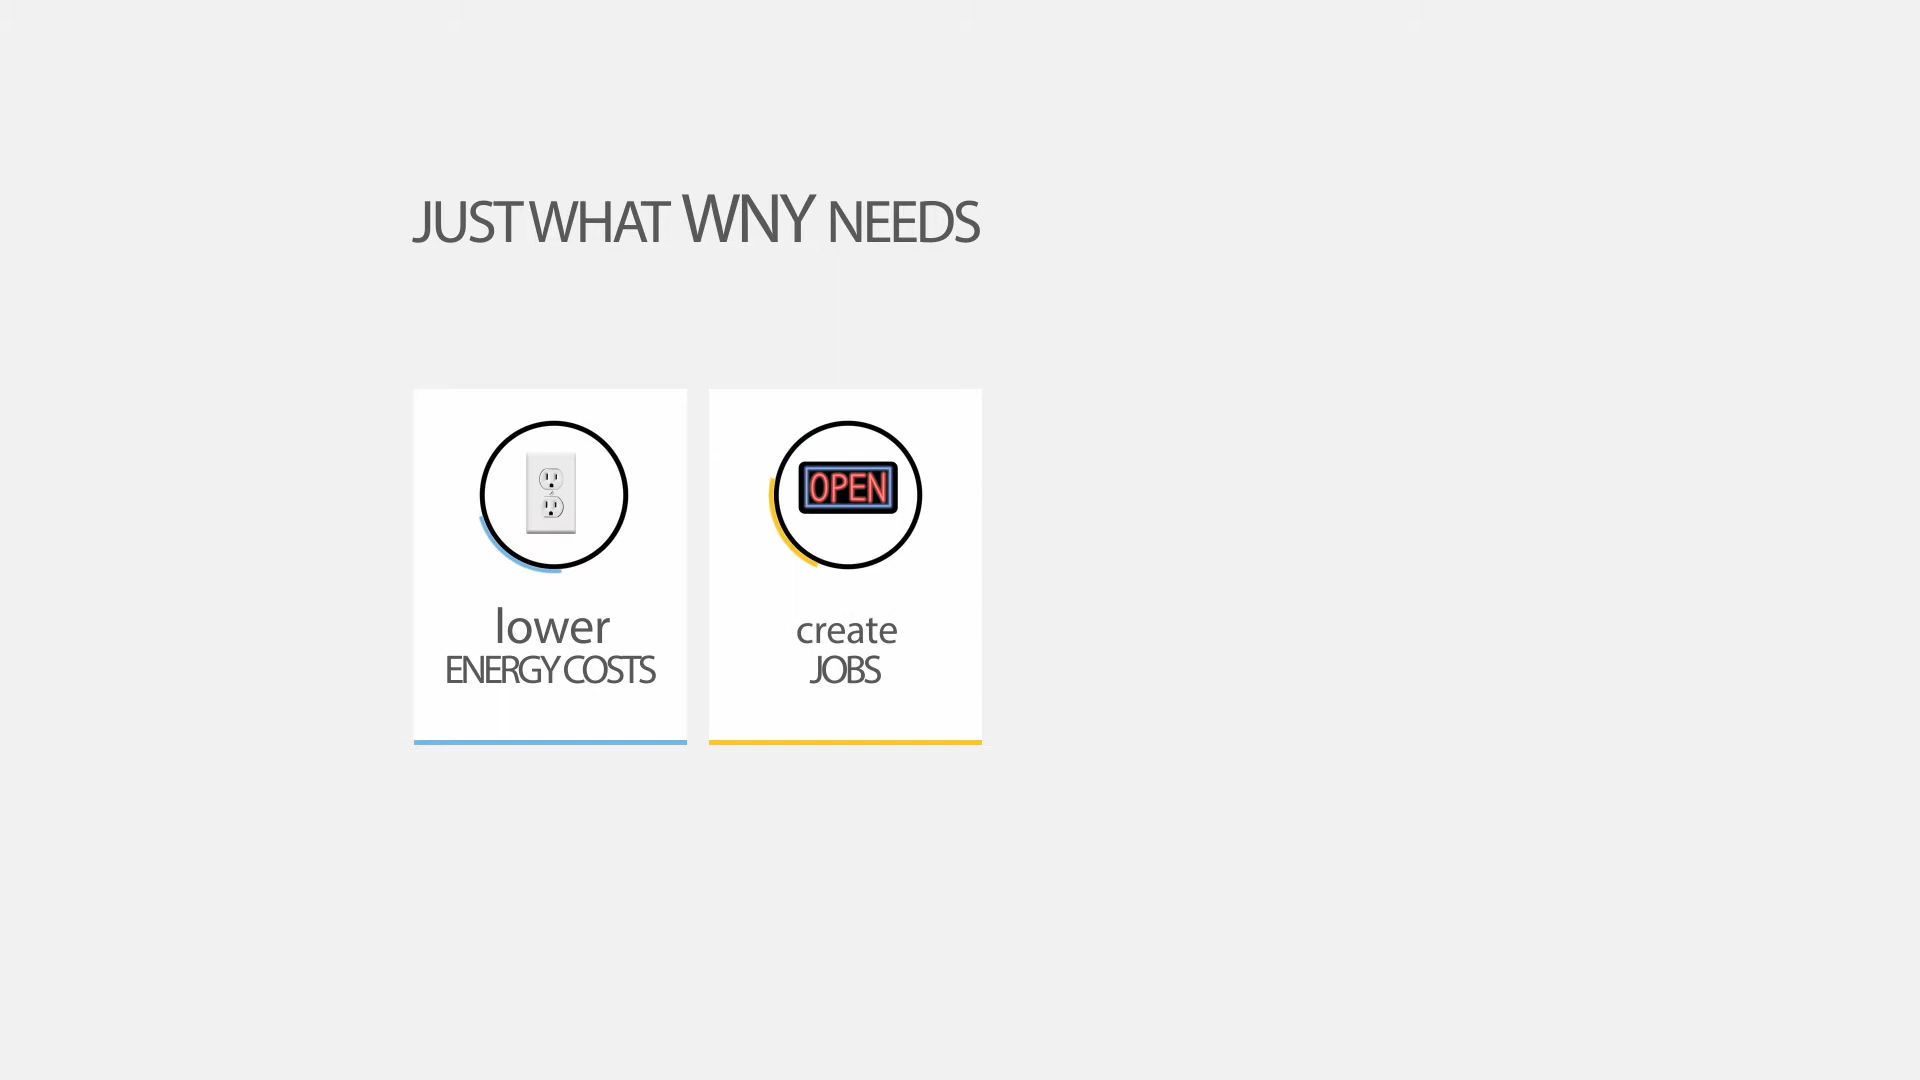 JUST WHAT WNY NEEDS
OPEN
lower
ENERGY COSTS
create
JOBS